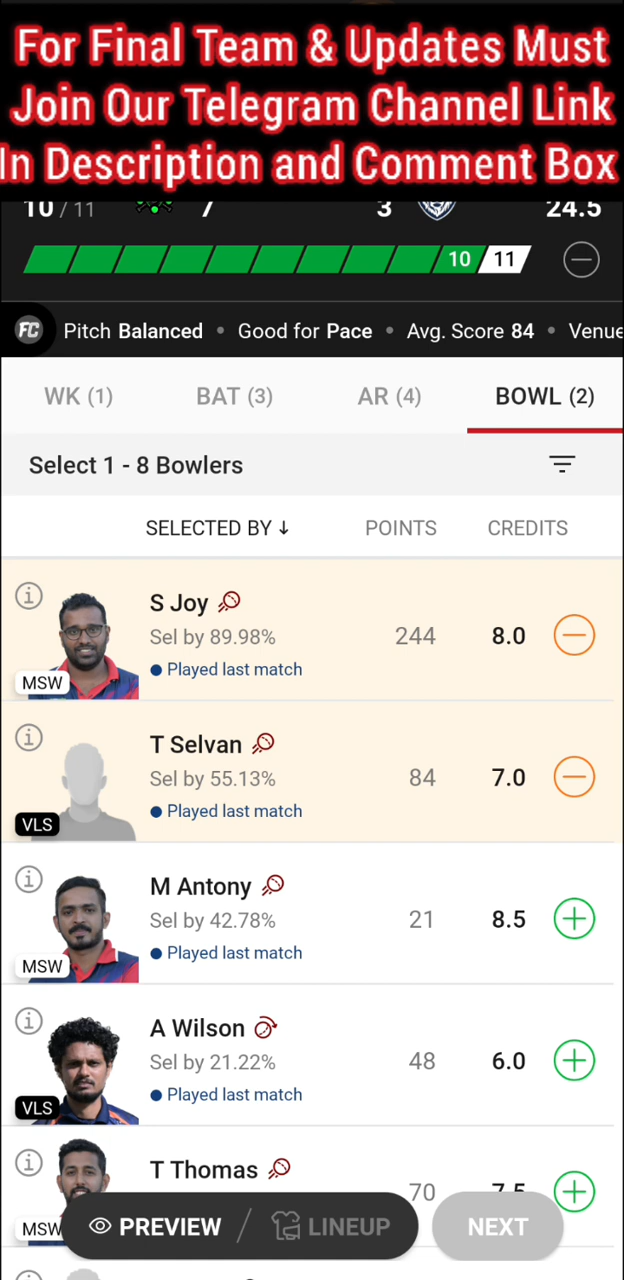 For Final Team & Updates Must
Join Our Telegram Channel Link
In Description and Comment Box
10 / 11 7 3 24.5
10 11
FC Pitch Balanced • Good for Pace • Avg. Score 84 • Venue
WK (1) BAT (3) AR (4) BOWL (2)
Select 1 - 8 Bowlers
SELECTED BY ↓ POINTS CREDITS
S Joy
Sel by 89.98% 244 8.0
Played last match
MSW
T Selvan
Sel by 55.13% 84 7.0
Played last match
VLS
M Antony
Sel by 42.78% 21 8.5
Played last match
MSW
A Wilson
Sel by 21.22% 48 6.0
Played last match
VLS
T Thomas
70 7.5
MSW
PREVIEW / LINEUP NEXT